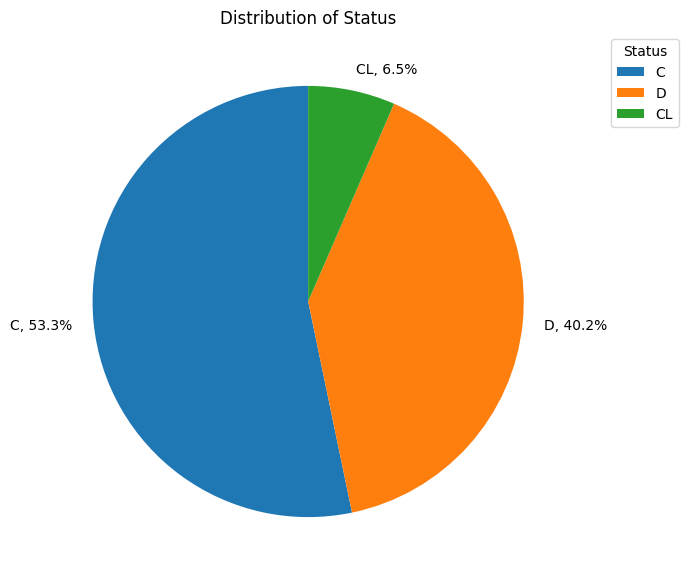 Distribution of Status
Status
C
D
CL
CL, 6.5%
C, 53.3%
D, 40.2%